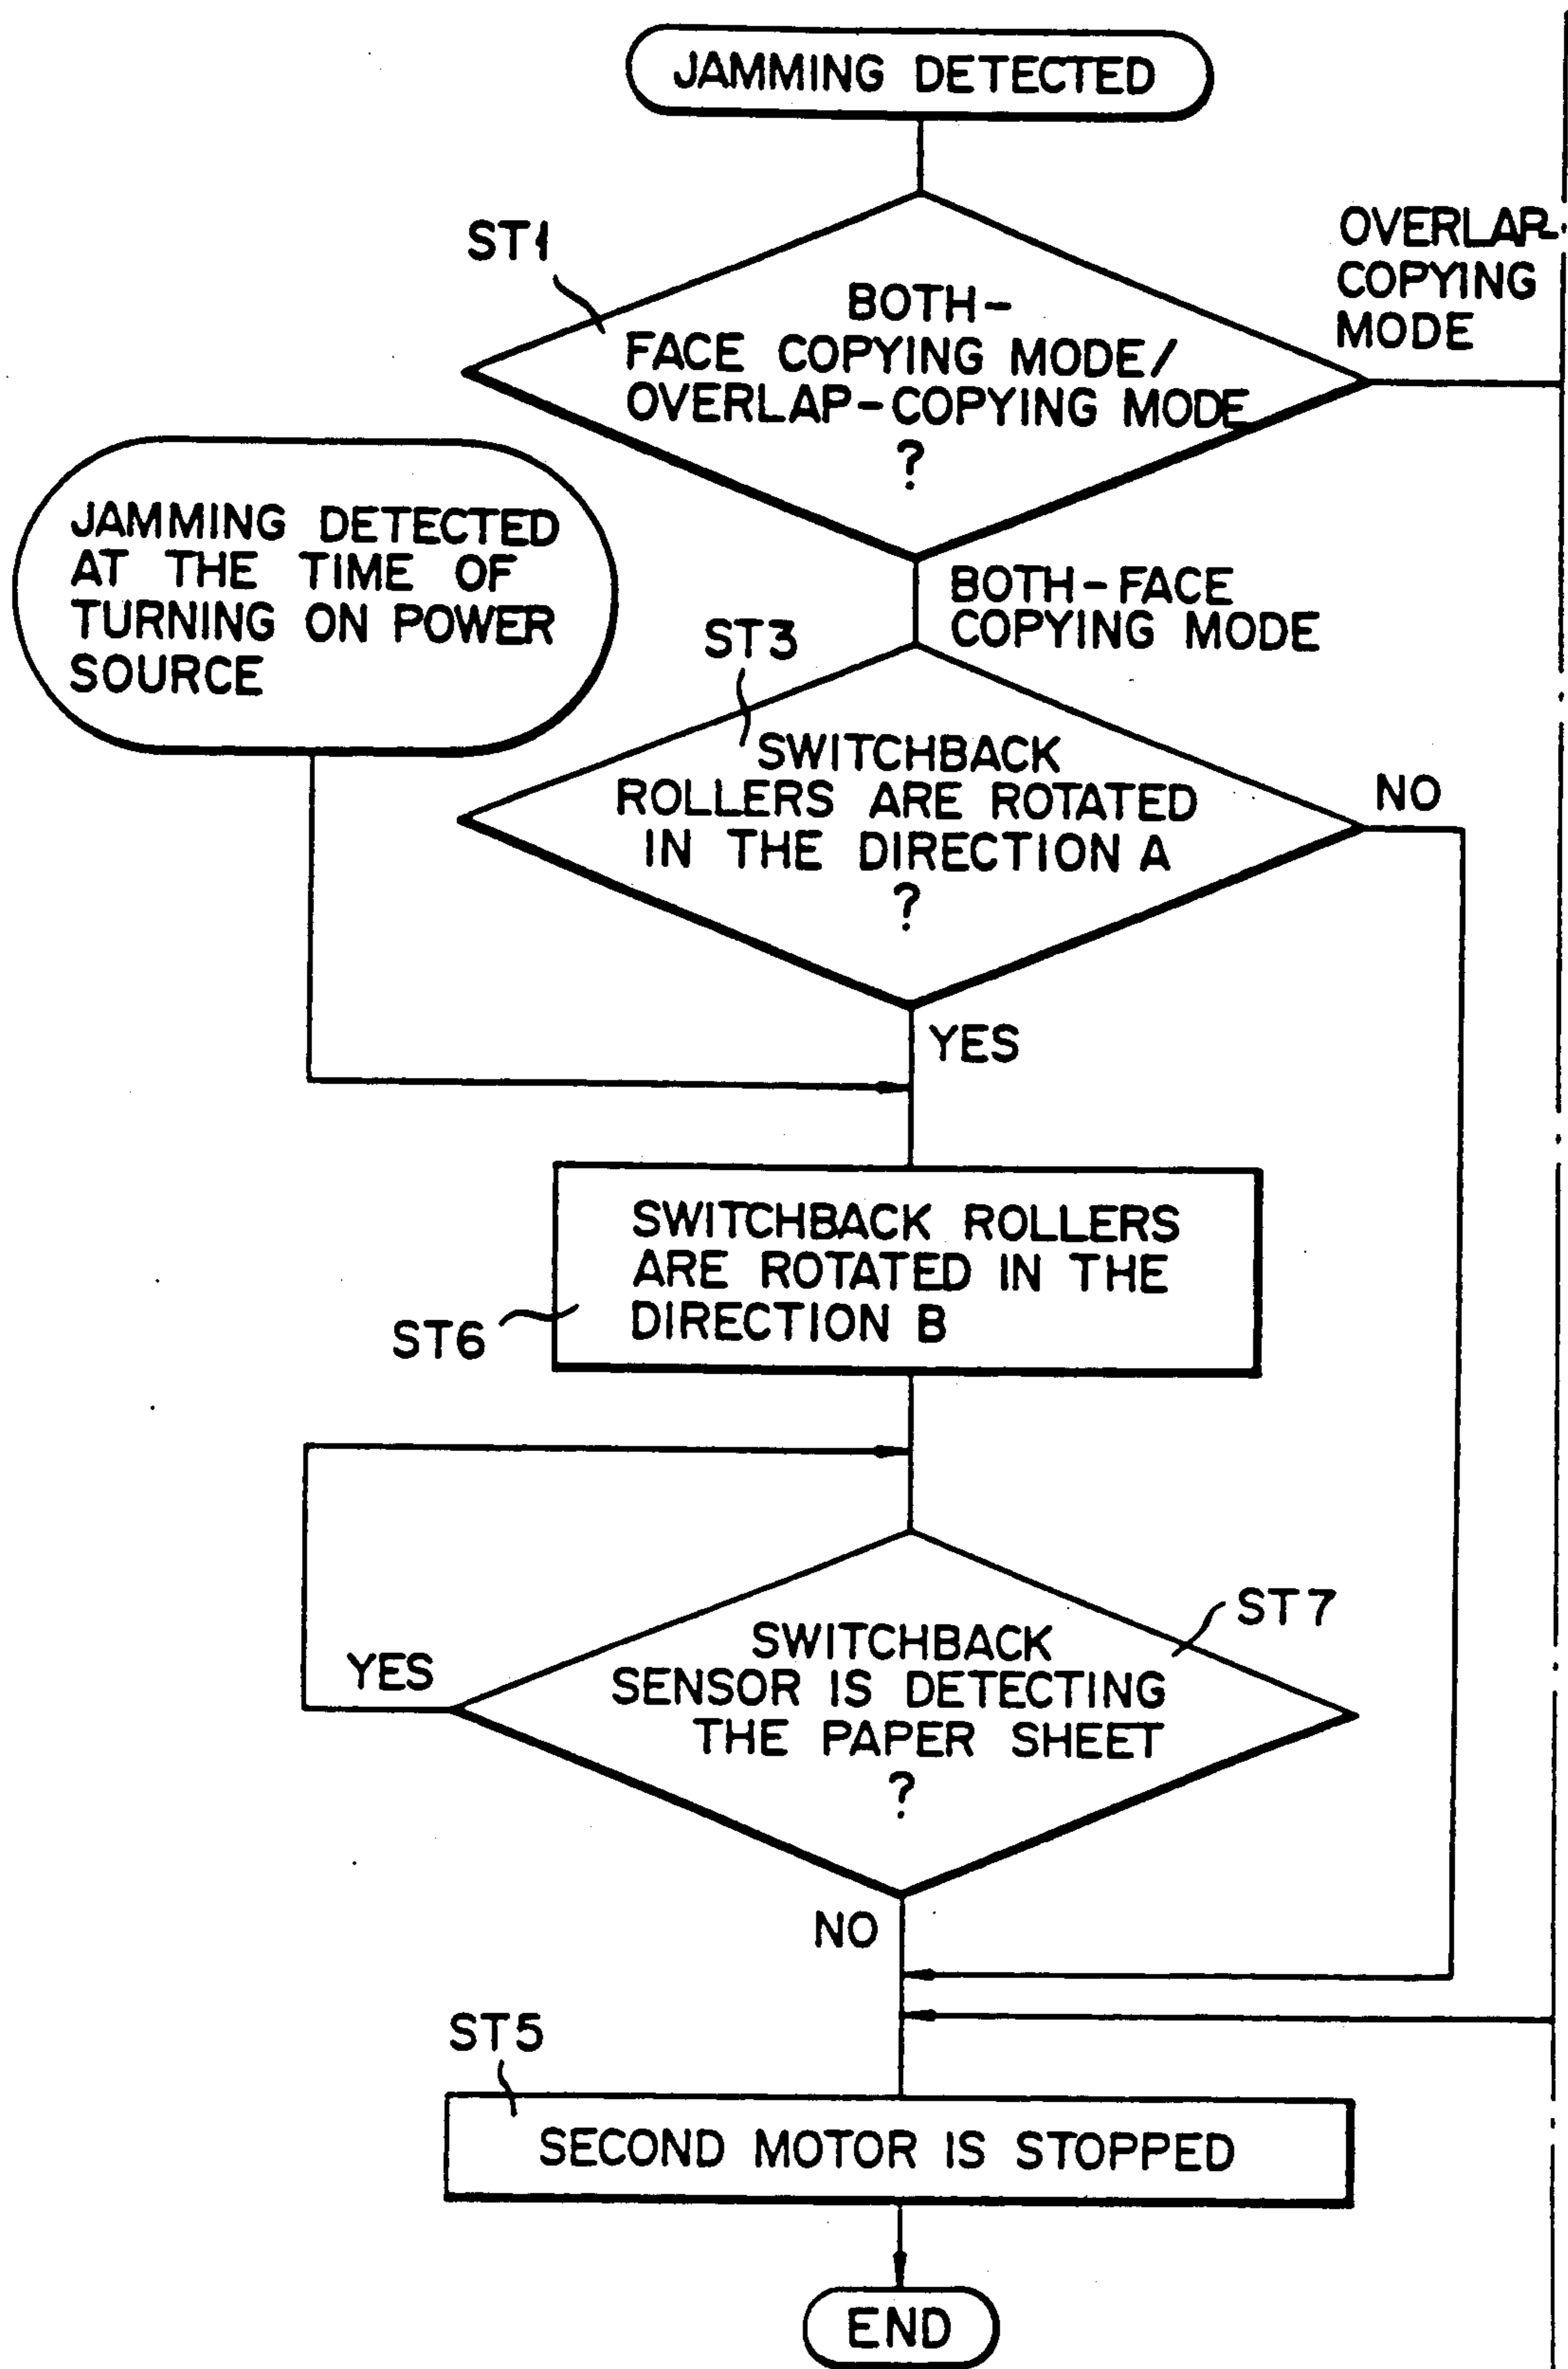 JAMMING DETECTED
ST1
BOTH-
FACE COPYING MODE/
OVERLAP-COPYING MODE
?
OVERLAP-
COPYING
MODE
JAMMING DETECTED
AT THE TIME OF
TURNING ON POWER
SOURCE
BOTH-FACE
COPYING MODE
ST3
SWITCHBACK
ROLLERS ARE ROTATED
IN THE DIRECTION A
?
NO
YES
SWITCHBACK ROLLERS
ARE ROTATED IN THE
DIRECTION B
ST6
ST7
SWITCHBACK
SENSOR IS DETECTING
THE PAPER SHEET
?
YES
NO
ST5
SECOND MOTOR IS STOPPED
END